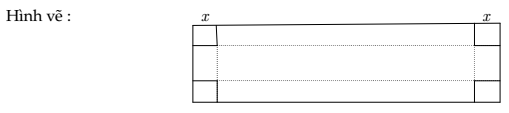 Hình vẽ :
x x